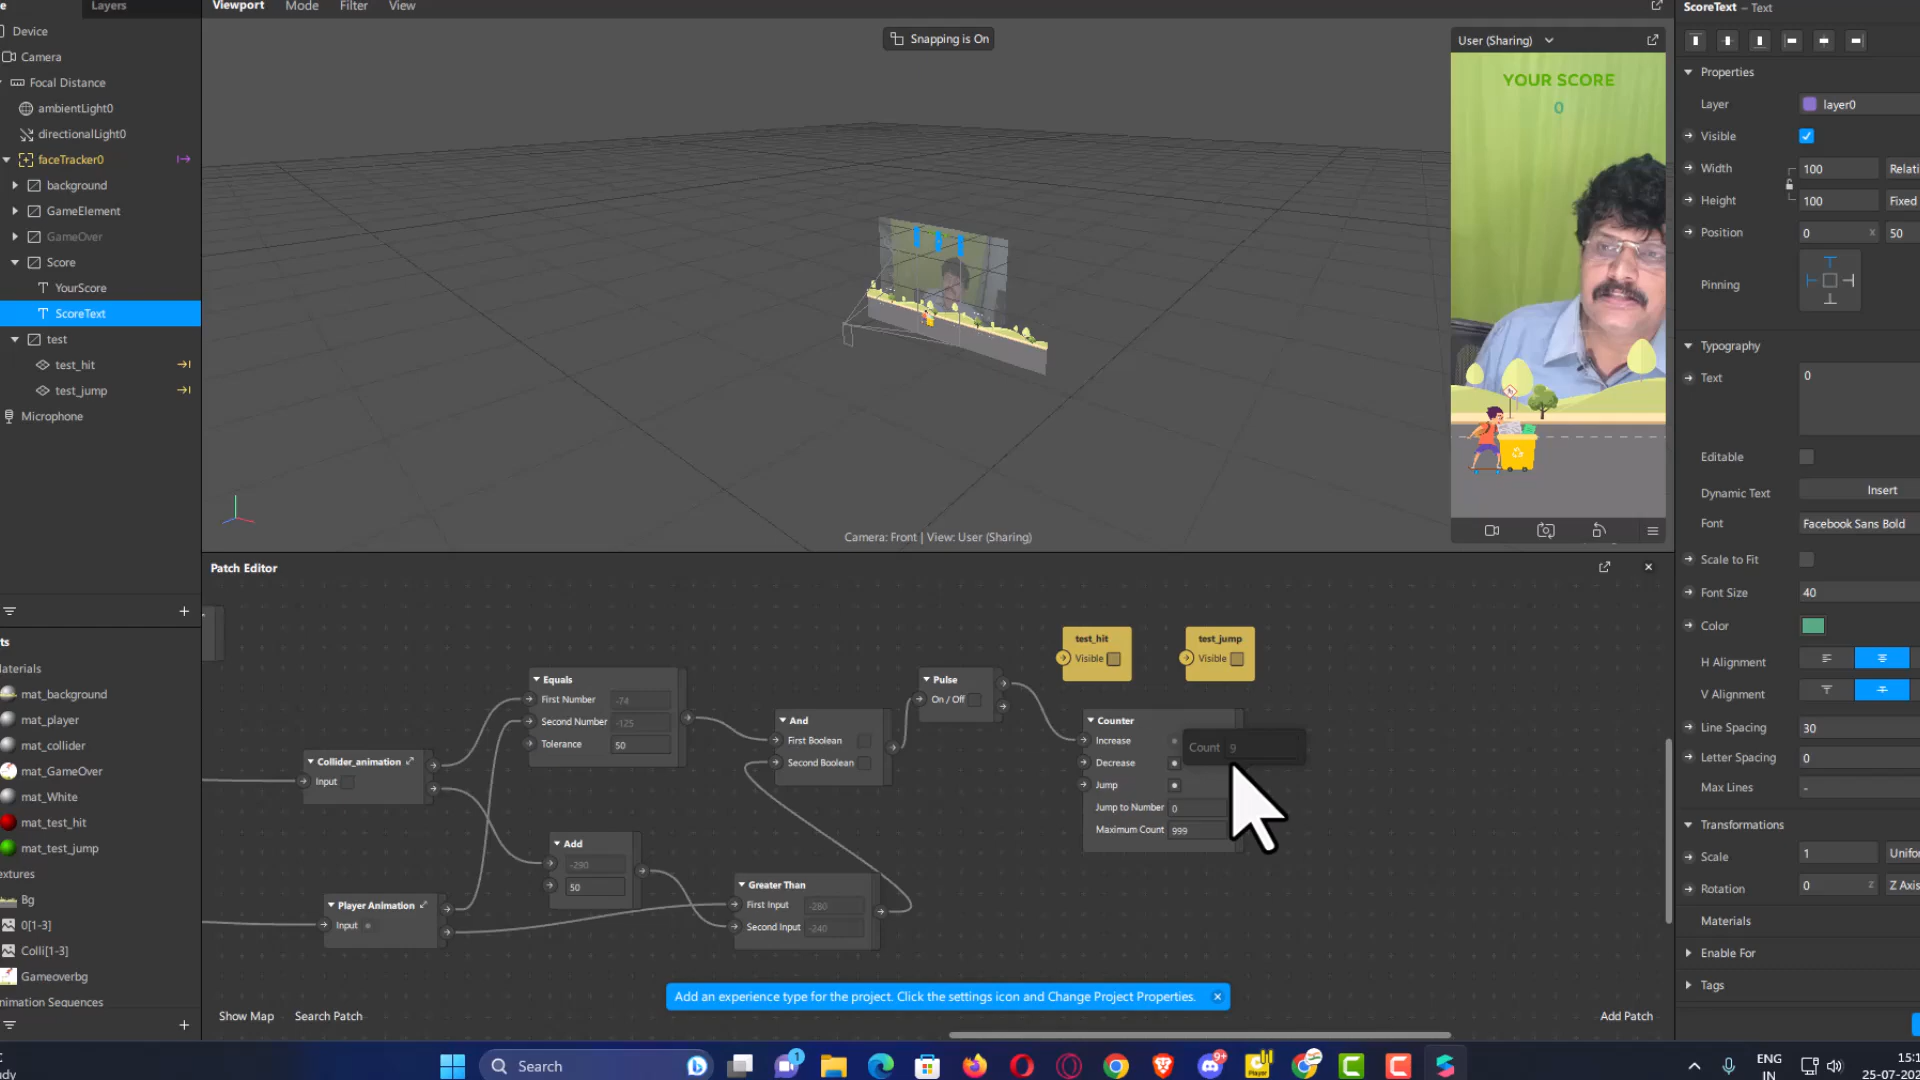 Layers
Viewport
Mode
Filter
View
ScoreText – Text
Device
Camera
Focal Distance
ambientLight0
directionalLight0
faceTracker0
background
GameElement
GameOver
Score
YourScore
ScoreText
test
test_hit
test_jump
Microphone
Materials
mat_background
mat_player
mat_collider
mat_GameOver
mat_White
mat_test_hit
mat_test_jump
Bg
0[1-3]
Colli[1-3]
Gameoverbg
Snapping is On
User (Sharing)
YOUR SCORE
0
Camera: Front | View: User (Sharing)
Patch Editor
test_hit
Visible
test_jump
Visible
Equals
First Number -74
Second Number -125
Tolerance 50
Pulse
On / Off
And
First Boolean
Second Boolean
Counter
Increase
Decrease
Jump
Jump to Number 0
Maximum Count 999
Count 9
Collider_animation
Input
Add
-290
50
Greater Than
First Input -280
Second Input -240
Player Animation
Input
Add an experience type for the project. Click the settings icon and Change Project Properties.
Show Map
Search Patch
Add Patch
Properties
Layer layer0
Visible
Width 100
Height 100 Fixed
Position 0 X 50
Pinning
Typography
Text 0
Editable
Dynamic Text Insert
Font Facebook Sans Bold
Scale to Fit
Font Size 40
Color
H Alignment
V Alignment
Line Spacing 30
Letter Spacing 0
Max Lines -
Transformations
Scale 1
Rotation 0 Z Z Axis
Materials
Enable For
Tags
Search
1
9+
ENG
IN